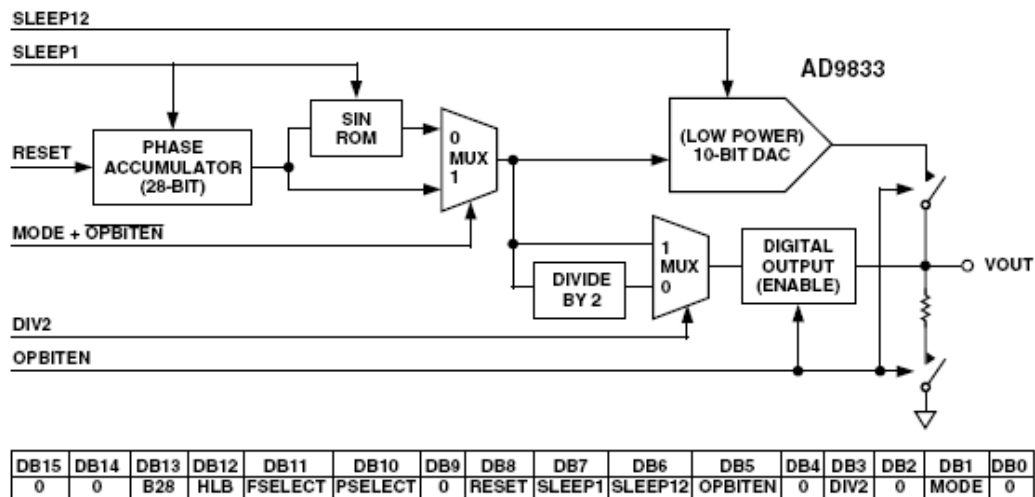 SLEEP12
SLEEP1
AD9833
SIN
ROM
(LOW POWER)
10-BIT DAC
RESET
PHASE
ACCUMULATOR
(28-BIT)
0
MUX
1
MODE + OPBITEN
1
MUX
0
DIGITAL
OUTPUT
(ENABLE)
VOUT
DIVIDE
BY 2
DIV2
OPBITEN
DB15 DB14 DB13 DB12 DB11 DB10 DB9 DB8 DB7 DB6 DB5 DB4 DB3 DB2 DB1 DB0
0 0 B28 HLB FSELECT PSELECT 0 RESET SLEEP1 SLEEP12 OPBITEN 0 DIV2 0 MODE 0